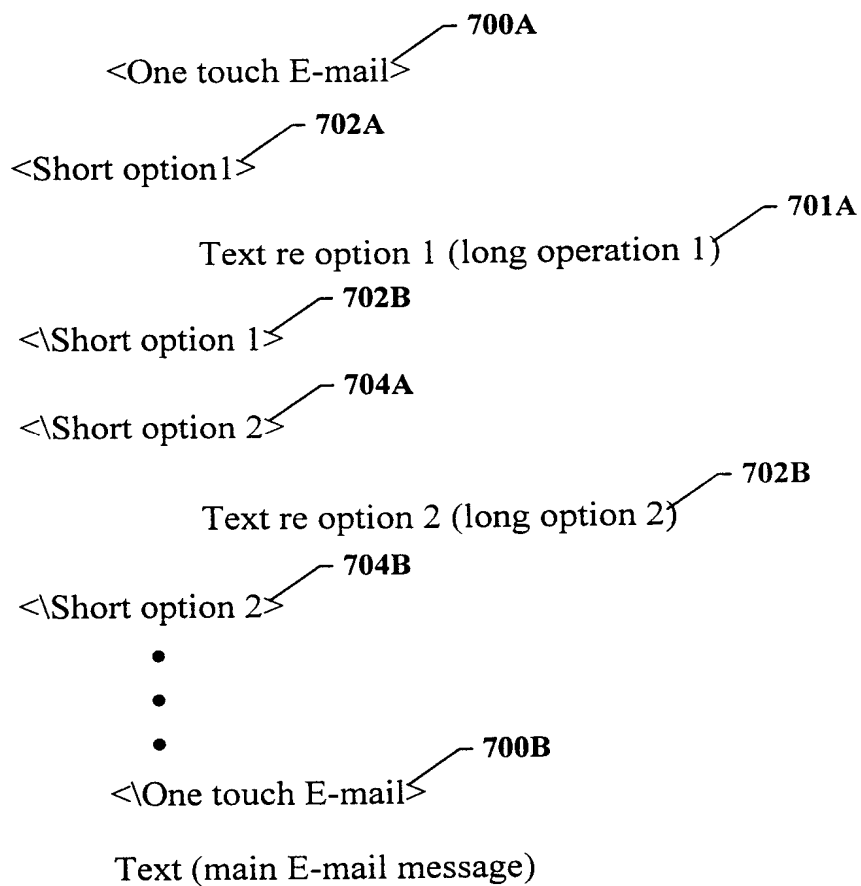 700A
<One touch E-mail>
702A
<Short option1>
701A
Text re option 1 (long operation 1)
702B
<\Short option 1>
704A
<\Short option 2>
702B
Text re option 2 (long option 2)
704B
<\Short option 2>
700B
<\One touch E-mail>
Text (main E-mail message)